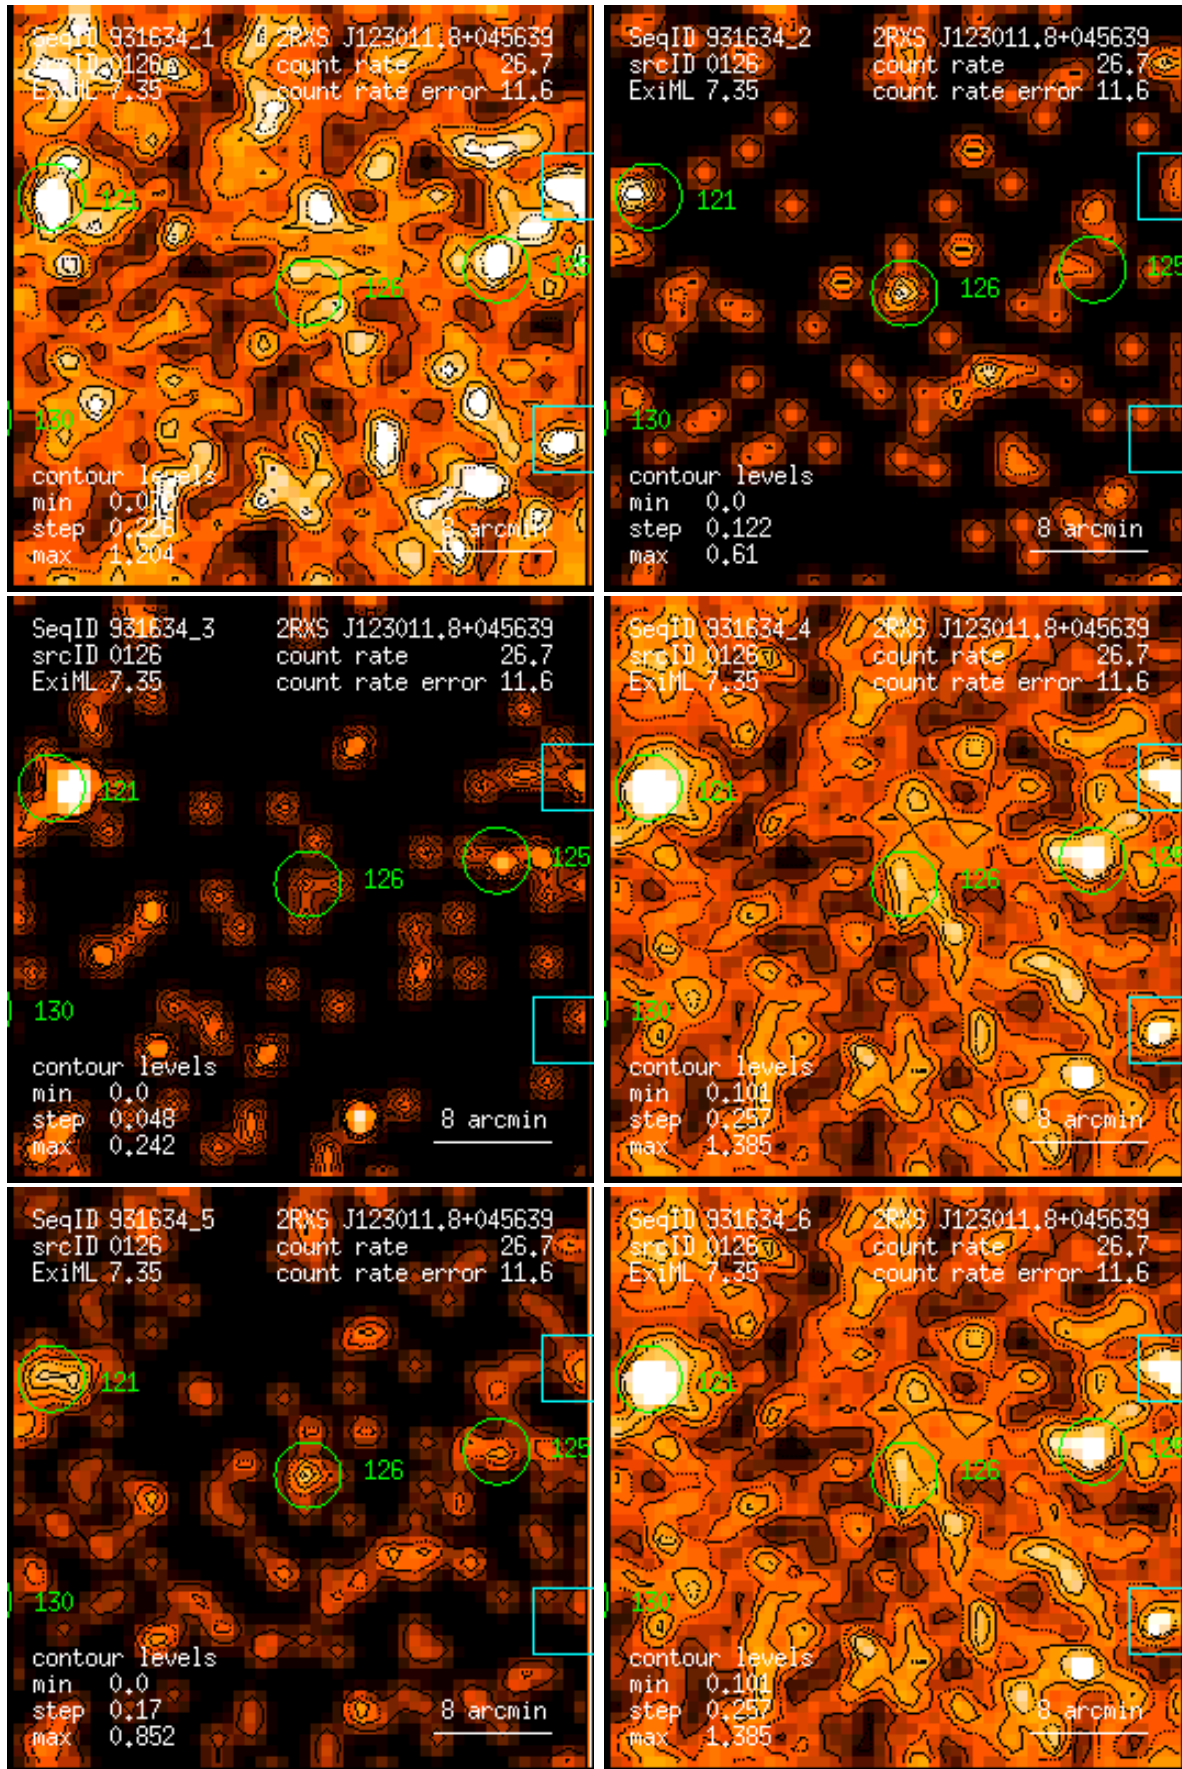 SeqID 931634_1 2RXS J123011.8+045639
srcID 0126 count rate 26.7
ExiML 7.35 count rate error 11.6
121
125
126
130
contour levels
min 0.0
step 0.226
max 1.204
8 arcmin
SeqID 931634_2 2RXS J123011.8+045639
srcID 0126 count rate 26.7
ExiML 7.35 count rate error 11.6
121
125
126
130
contour levels
min 0.0
step 0.122
max 0.61
8 arcmin
SeqID 931634_3 2RXS J123011.8+045639
srcID 0126 count rate 26.7
ExiML 7.35 count rate error 11.6
121
125
126
130
contour levels
min 0.0
step 0.048
max 0.242
8 arcmin
SeqID 931634_4 2RXS J123011.8+045639
srcID 0126 count rate 26.7
ExiML 7.35 count rate error 11.6
121
125
126
130
contour levels
min 0.101
step 0.257
max 1.385
8 arcmin
SeqID 931634_5 2RXS J123011.8+045639
srcID 0126 count rate 26.7
ExiML 7.35 count rate error 11.6
121
125
126
130
contour levels
min 0.0
step 0.17
max 0.852
8 arcmin
SeqID 931634_6 2RXS J123011.8+045639
srcID 0126 count rate 26.7
ExiML 7.35 count rate error 11.6
121
125
126
130
contour levels
min 0.101
step 0.257
max 1.385
8 arcmin